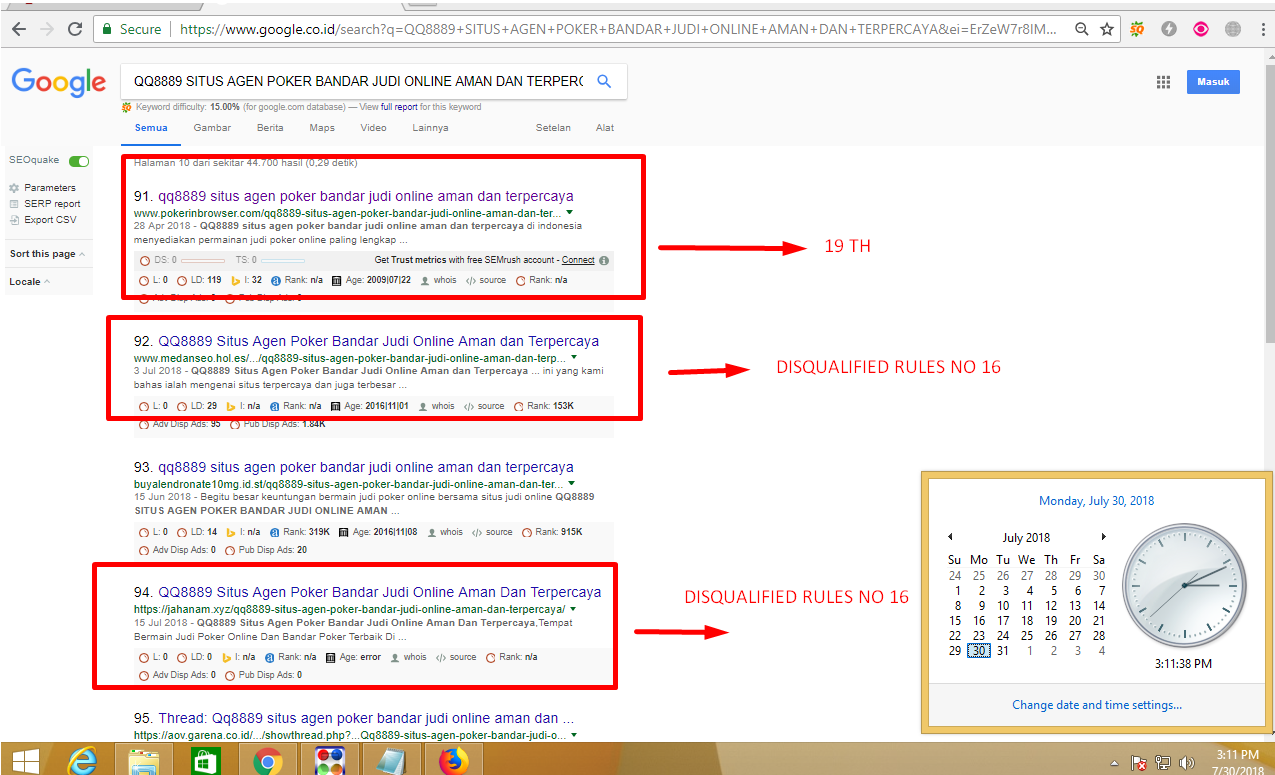 Secure https://www.google.co.id/search?q=QQ8889+SITUS+AGEN+POKER+BANDAR+JUDI+ONLINE+AMAN+DAN+TERPERCAYA&ei=ErZeW7r8IM...
Google
QQ8889 SITUS AGEN POKER BANDAR JUDI ONLINE AMAN DAN TERPERC
Masuk
Keyword difficulty: 15.00% (for google.com database) — View full report for this keyword
Semua Gambar Berita Maps Video Lainnya Setelan Alat
SEOquake
Parameters
SERP report
Export CSV
Sort this page
Locale
Halaman 10 dari sekitar 44.700 hasil (0,29 detik)
91. qq8889 situs agen poker bandar judi online aman dan terpercaya
www.pokerinbrowser.com/qq8889-situs-agen-poker-bandar-judi-online-aman-dan-ter...
28 Apr 2018 - QQ8889 situs agen poker bandar judi online aman dan terpercaya di indonesia
menyediakan permainan judi poker online paling lengkap ...
DS: 0 TS: 0 Get Trust metrics with free SEMrush account - Connect
L: 0 LD: 119 I: 32 Rank: n/a Age: 2009|07|22 whois source Rank: n/a
Adv Disp Ads: 0 Pub Disp Ads: 0
19 TH
92. QQ8889 Situs Agen Poker Bandar Judi Online Aman dan Terpercaya
www.medanseo.hol.es/.../qq8889-situs-agen-poker-bandar-judi-online-aman-dan-terp...
3 Jul 2018 - QQ8889 Situs Agen Poker Bandar Judi Online Aman Dan Terpercaya ... ini yang kami
bahas ialah mengenai situs terpercaya dan juga terbesar ...
L: 0 LD: 29 I: n/a Rank: n/a Age: 2016|11|01 whois source Rank: 153K
Adv Disp Ads: 95 Pub Disp Ads: 1.84K
DISQUALIFIED RULES NO 16
93. qq8889 situs agen poker bandar judi online aman dan terpercaya
buyalendronate10mg.id.st/qq8889-situs-agen-poker-bandar-judi-online-aman-dan-ter...
15 Jun 2018 - Begitu besar keuntungan bermain judi poker online bersama situs judi online QQ8889
SITUS AGEN POKER BANDAR JUDI ONLINE AMAN ...
L: 0 LD: 14 I: n/a Rank: 319K Age: 2016|11|08 whois source Rank: 915K
Adv Disp Ads: 0 Pub Disp Ads: 20
94. QQ8889 Situs Agen Poker Bandar Judi Online Aman Dan Terpercaya
https://jahanam.xyz/qq8889-situs-agen-poker-bandar-judi-online-aman-dan-terpercaya/
15 Jul 2018 - QQ8889 Situs Agen Poker Bandar Judi Online Aman Dan Terpercaya,Tempat
Bermain Judi Poker Online Dan Bandar Poker Terbaik Di ...
L: 0 LD: 0 I: n/a Rank: n/a Age: error whois source Rank: n/a
Adv Disp Ads: 0 Pub Disp Ads: 0
DISQUALIFIED RULES NO 16
95. Thread: Qq8889 situs agen poker bandar judi online aman dan ...
https://aov.garena.co.id/.../showthread.php?...Qq8889-situs-agen-poker-bandar-judi-o...
Monday, July 30, 2018
July 2018
Su Mo Tu We Th Fr Sa
24 25 26 27 28 29 30
1 2 3 4 5 6 7
8 9 10 11 12 13 14
15 16 17 18 19 20 21
22 23 24 25 26 27 28
29 30 31 1 2 3 4
3:11:38 PM
Change date and time settings...
3:11 PM
7/30/2018